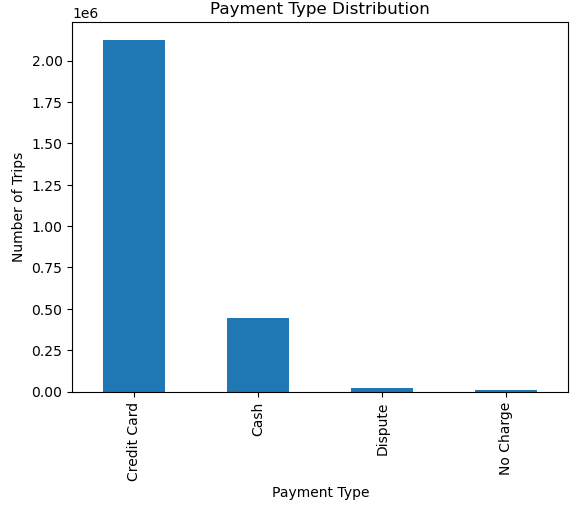 Payment Type Distribution
1e6
2.00
1.75
1.50
1.25
1.00
0.75
0.50
0.25
0.00
Number of Trips
Credit Card
Cash
Dispute
No Charge
Payment Type